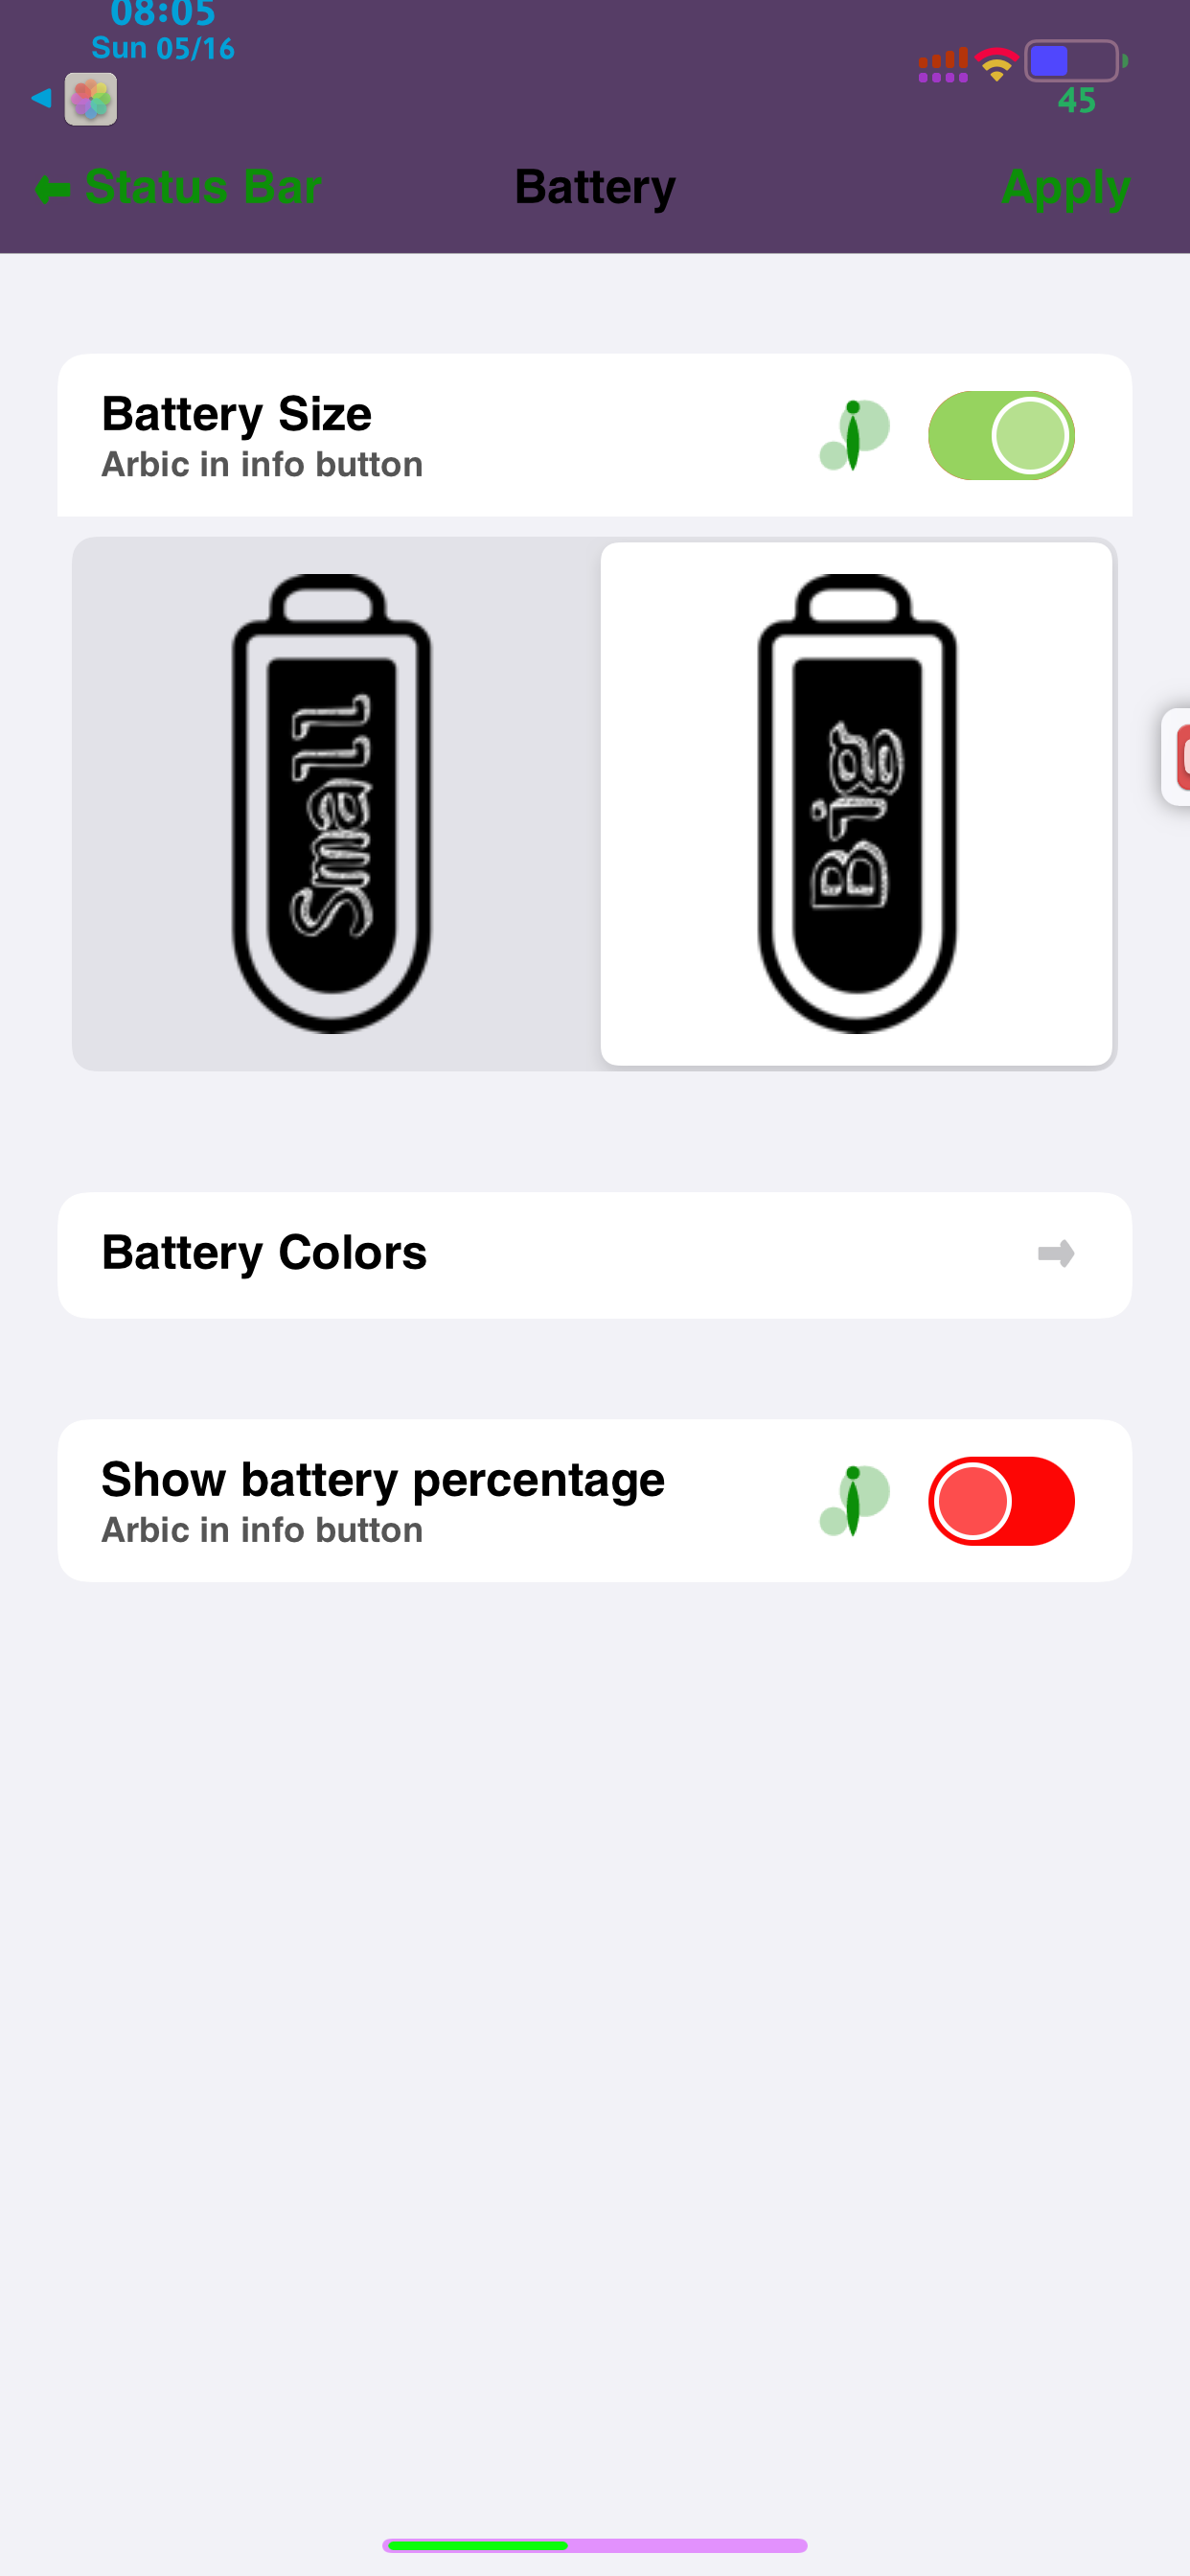 08:05
Sun 05/16
45
Status Bar
Battery
Apply
Battery Size
Arbic in info button
Small
Big
Battery Colors
Show battery percentage
Arbic in info button